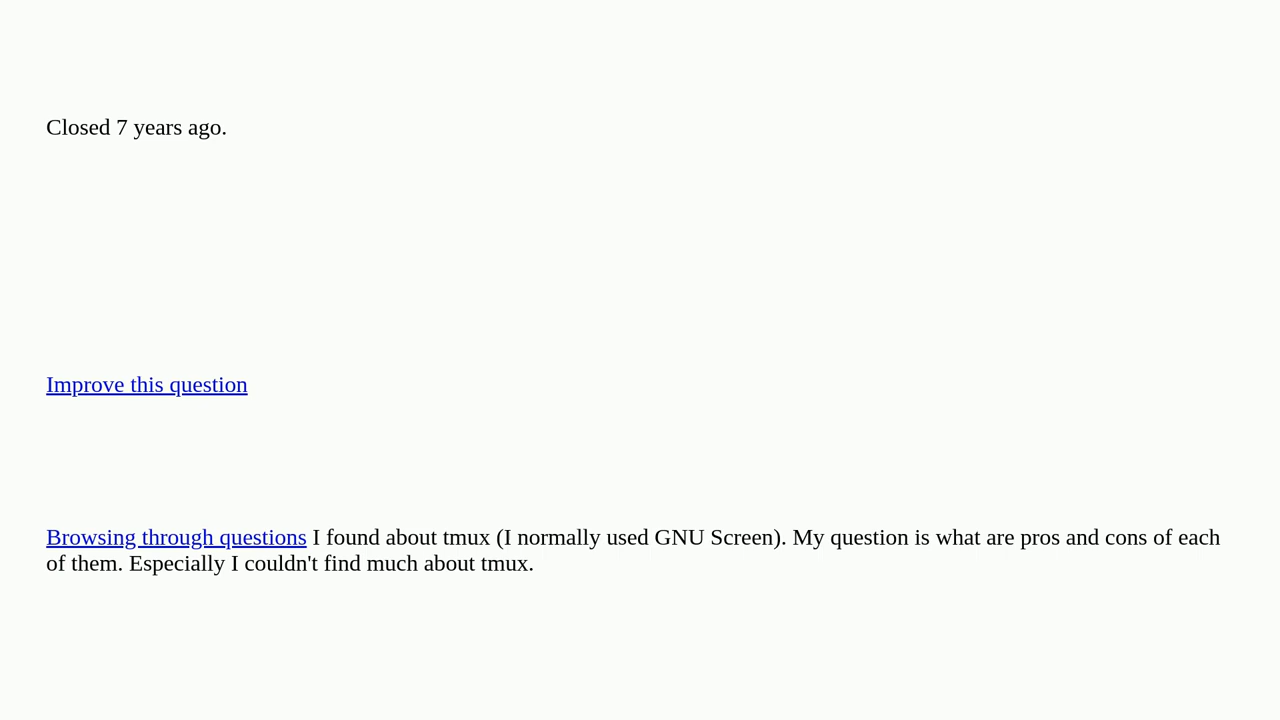 Closed 7 years ago.
Improve this question
Browsing through questions I found about tmux (I normally used GNU Screen). My question is what are pros and cons of each
of them. Especially I couldn't find much about tmux.